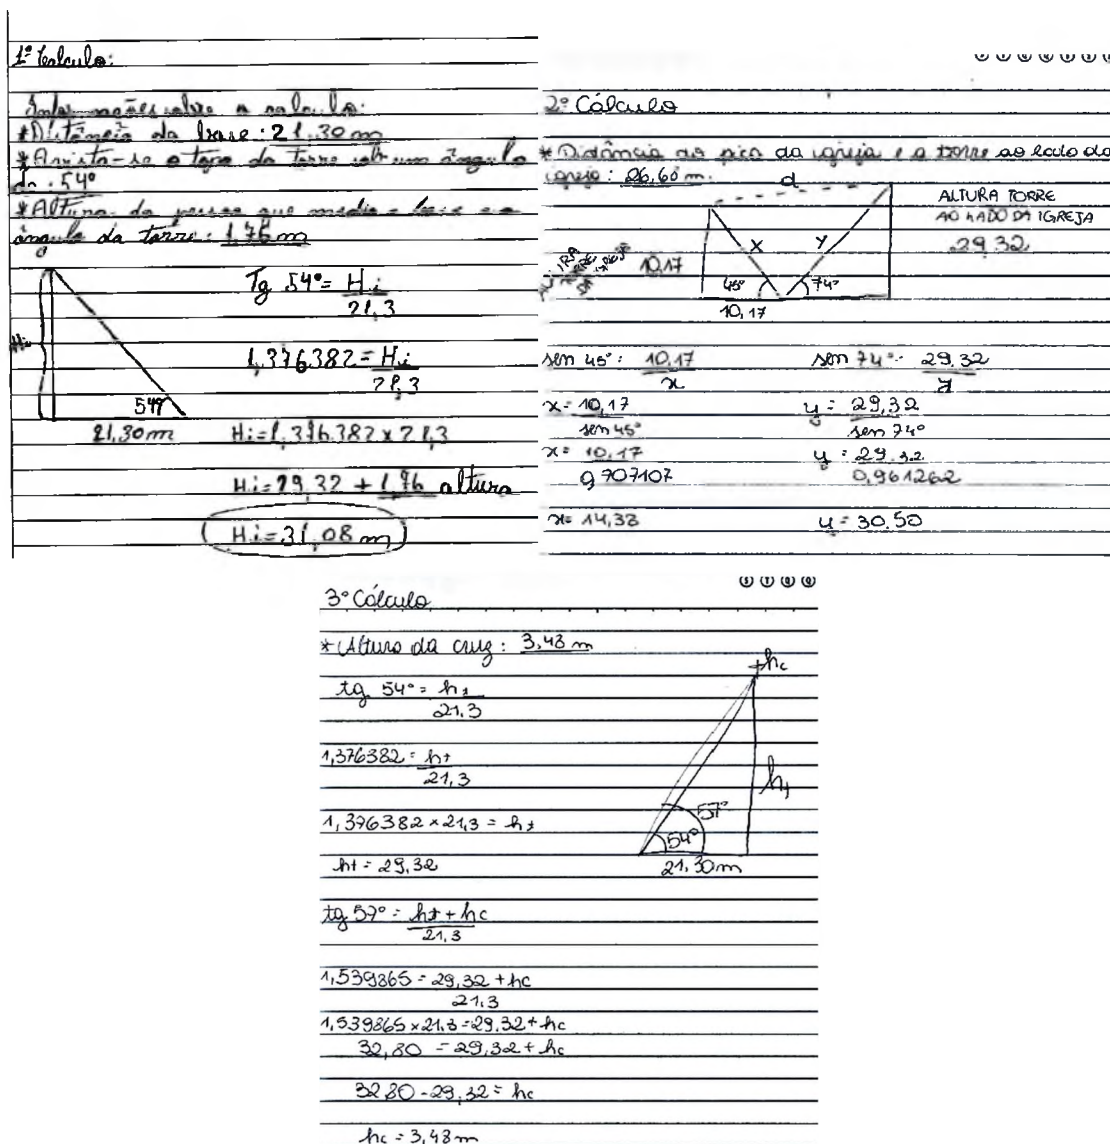 1º Calculo:
Informações sobre o calculo:
*Distância da base: 21,30 m
*Avista-se o topo da torre sob um ângulo
de: 54º
*Altura da pessoa que mediu a base e o
ângulo da torre: 1,76 m
Tg 54º = Hi
21,3
1,376382 = Hi
21,3
Hi
54º
21,30 m
Hi = 1,376382 x 21,3
Hi = 29,32 + 1,76 altura
Hi = 31,08 m
2º Cálculo
* Distância do pico da igreja e a torre ao lado da
igreja: 26,60 m.
d
ALTURA TORRE
AO LADO DA IGREJA
29,32
x
y
10,17
45º
74º
10,17
sen 45º = 10,17
x
x = 10,17
sen 45º
x = 10,17
0,707107
x = 14,38
sen 74º = 29,32
y
y = 29,32
sen 74º
y = 29,32
0,961262
y = 30,50
3º Cálculo
* Altura da cruz: 3,48 m
tg 54º = ht
21,3
1,376382 = ht
21,3
1,376382 x 21,3 = ht
ht = 29,32
hc
ht
57º
54º
21,30 m
tg 57º = ht + hc
21,3
1,539865 = 29,32 + hc
21,3
1,539865 x 21,3 = 29,32 + hc
32,80 = 29,32 + hc
32,80 - 29,32 = hc
hc = 3,48 m